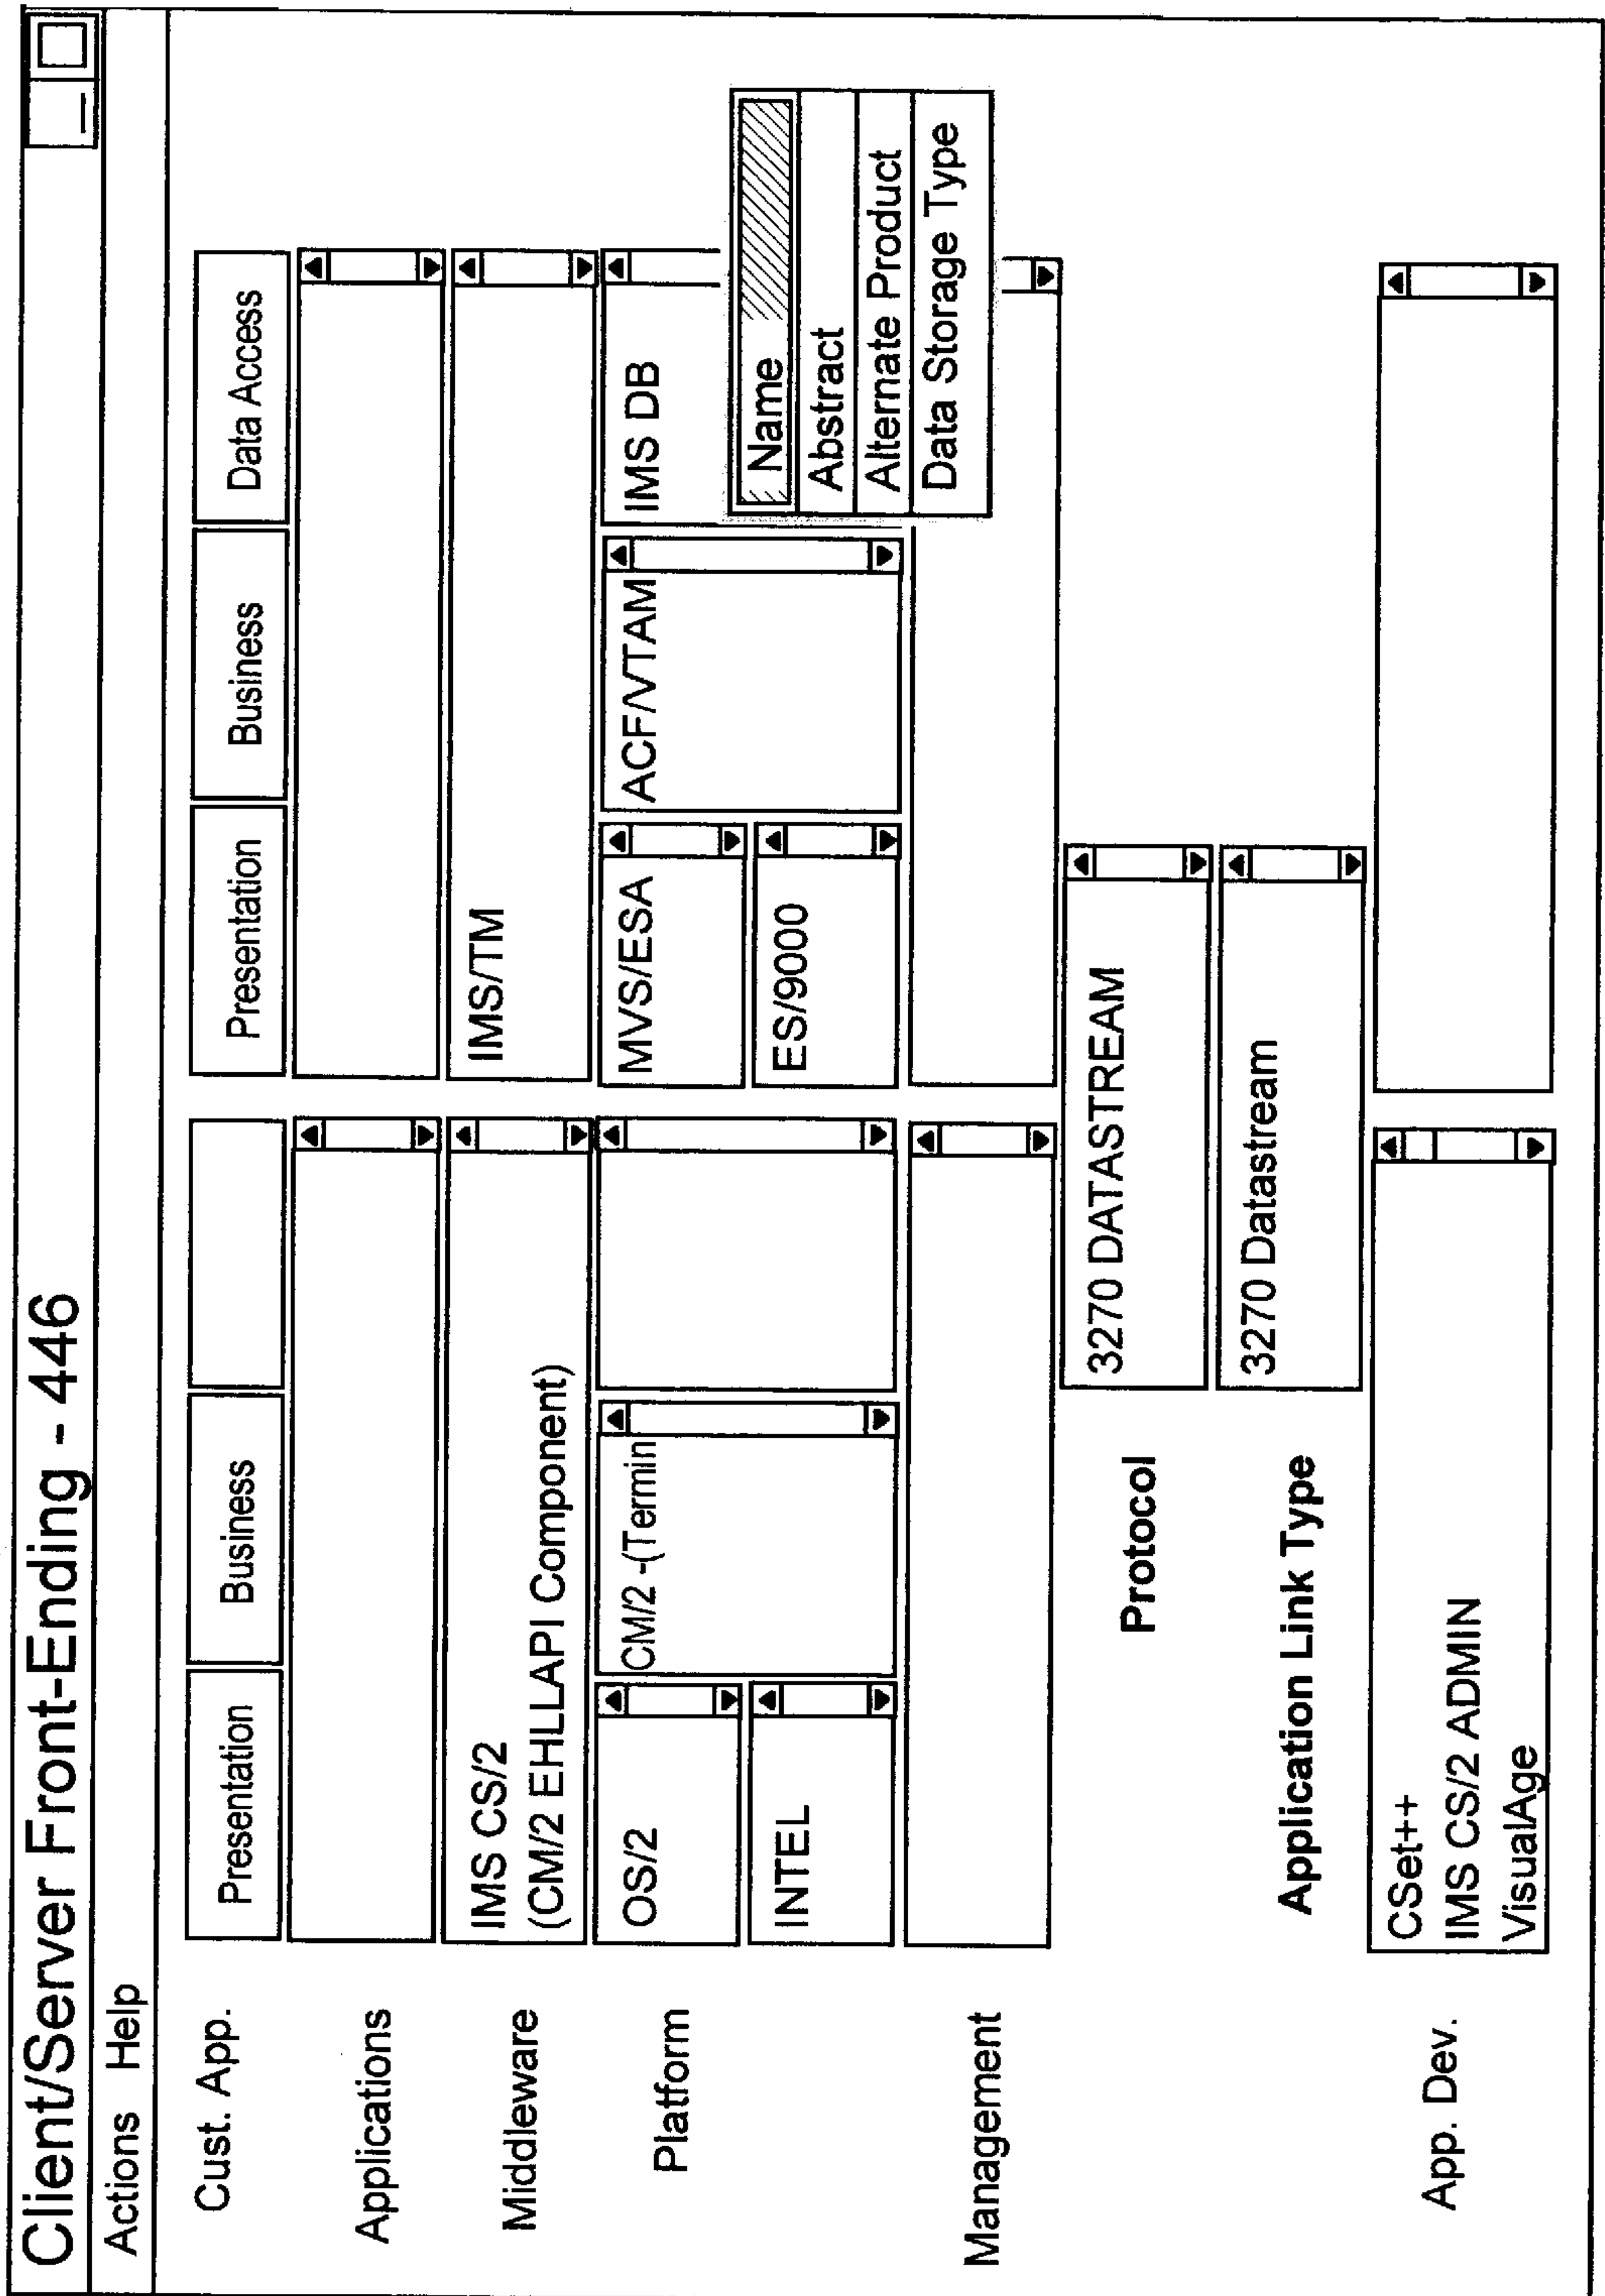 Client/Server Front-Ending - 446
Actions Help
Cust. App.
Presentation
Business
Presentation
Business
Data Access
Applications
Middleware
IMS CS/2
(CM/2 EHLLAPI Component)
IMS/TM
Platform
OS/2
INTEL
CM/2 -(Termin
MVS/ESA
ES/9000
ACF/VTAM
IMS DB
Name
Abstract
Alternate Product
Data Storage Type
Management
Protocol
3270 DATASTREAM
Application Link Type
3270 Datastream
App. Dev.
CSet++
IMS CS/2 ADMIN
VisualAge